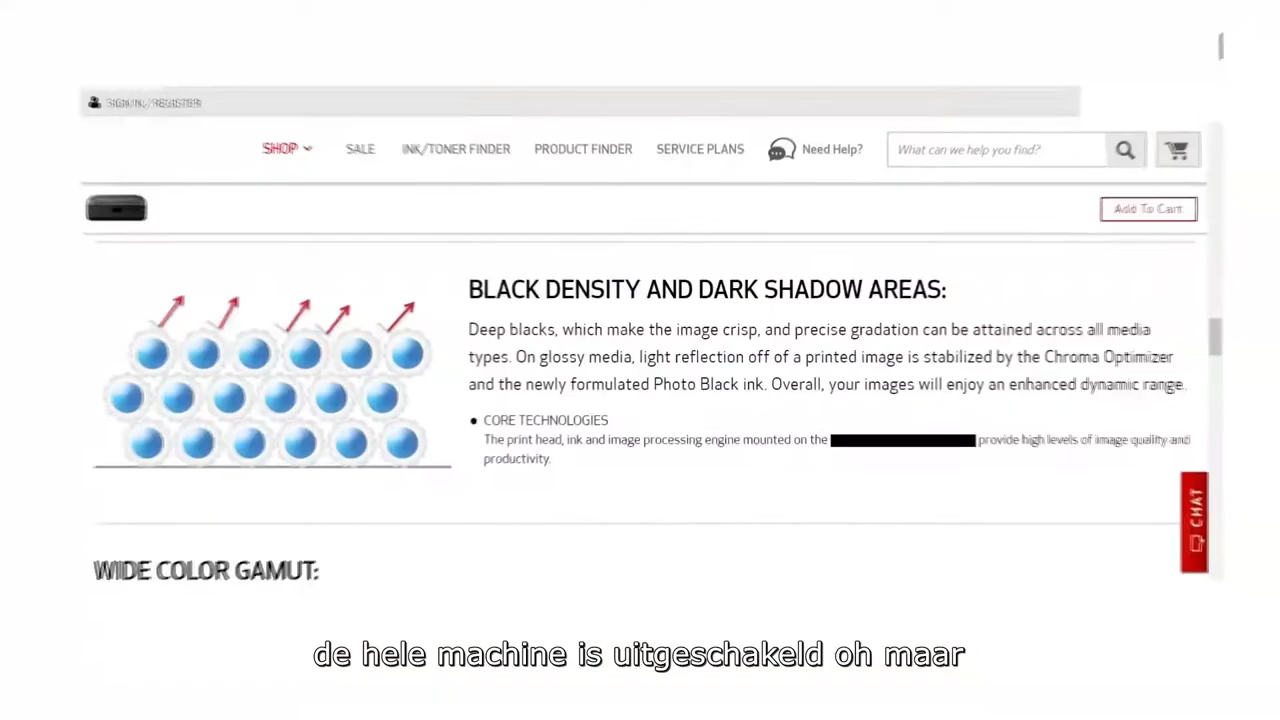 SIGN IN/REGISTER
SHOP SALE INK/TONER FINDER PRODUCT FINDER SERVICE PLANS Need Help? What can we help you find?
Add To Cart
BLACK DENSITY AND DARK SHADOW AREAS:
Deep blacks, which make the image crisp, and precise gradation can be attained across all media
types. On glossy media, light reflection off of a printed image is stabilized by the Chroma Optimizer
and the newly formulated Photo Black ink. Overall, your images will enjoy an enhanced dynamic range.
• CORE TECHNOLOGIES
The print head, ink and image processing engine mounted on the provide high levels of image quality and
productivity.
CHAT
WIDE COLOR GAMUT:
de hele machine is uitgeschakeld oh maar